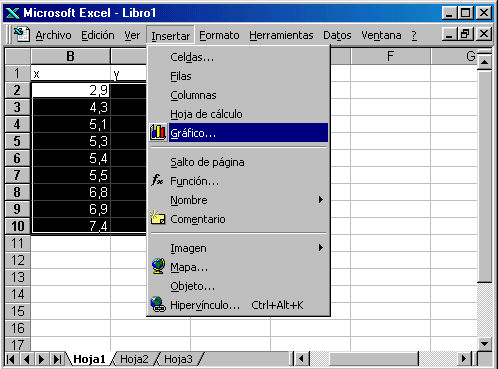 Microsoft Excel - Libro1
Archivo Edición Ver Insertar Formato Herramientas Datos Ventana ?
B F G
1 x y
2 2,9
3 4,3
4 5,1
5 5,3
6 5,4
7 5,5
8 6,8
9 6,9
10 7,4
11
12
13
14
15
16
17
Celdas...
Filas
Columnas
Hoja de cálculo
Gráfico...
Salto de página
fx Función...
Nombre
Comentario
Imagen
Mapa...
Objeto...
Hipervínculo... Ctrl+Alt+K
Hoja1 Hoja2 Hoja3